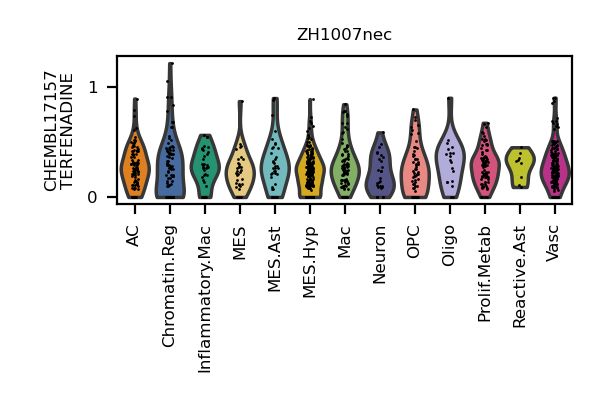 ZH1007nec
CHEMBL17157
TERFENADINE
1
0
AC
Chromatin.Reg
Inflammatory.Mac
MES
MES.Ast
MES.Hyp
Mac
Neuron
OPC
Oligo
Prolif.Metab
Reactive.Ast
Vasc